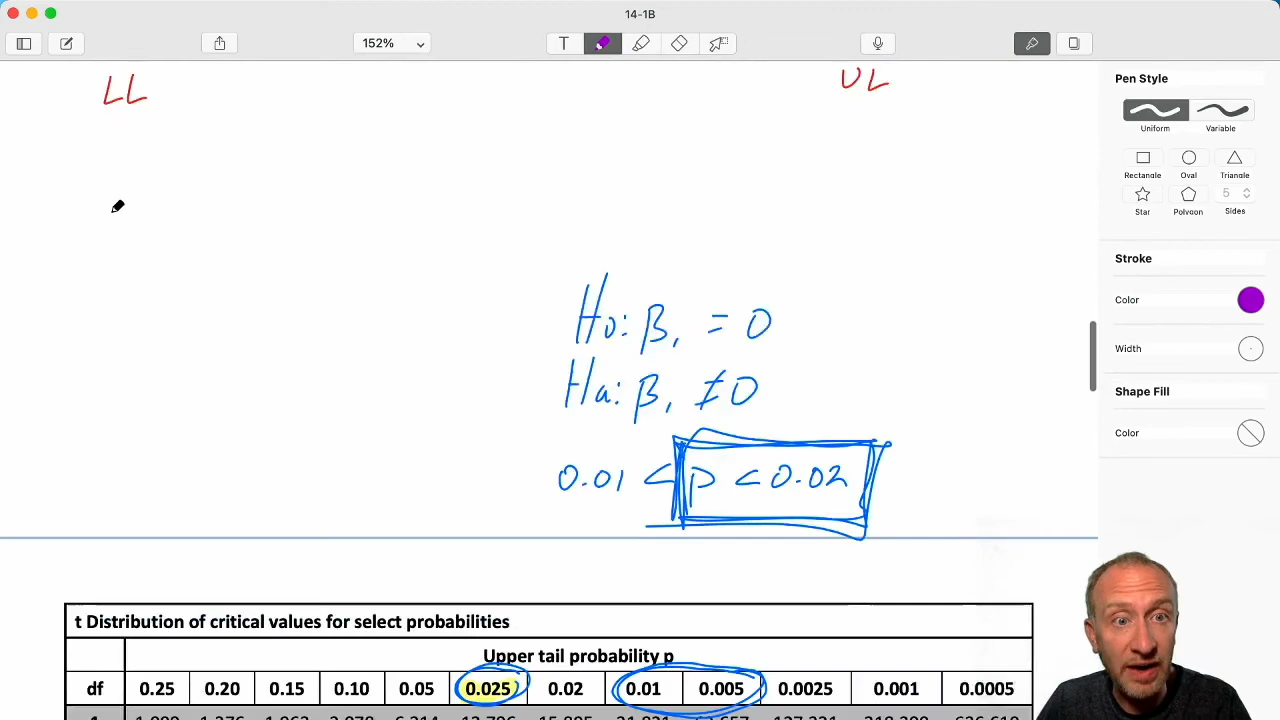 14-1B
152%
T
LL
UL
Pen Style
Uniform
Variable
Rectangle
Oval
Triangle
5
Star
Polygon
Sides
Stroke
Color
Width
Shape Fill
Color
Ho: β₁ = 0
Ha: β₁ ≠ 0
0.01 < p < 0.02
t Distribution of critical values for select probabilities
Upper tail probability p
df 0.25 0.20 0.15 0.10 0.05 0.025 0.02 0.01 0.005 0.0025 0.001 0.0005